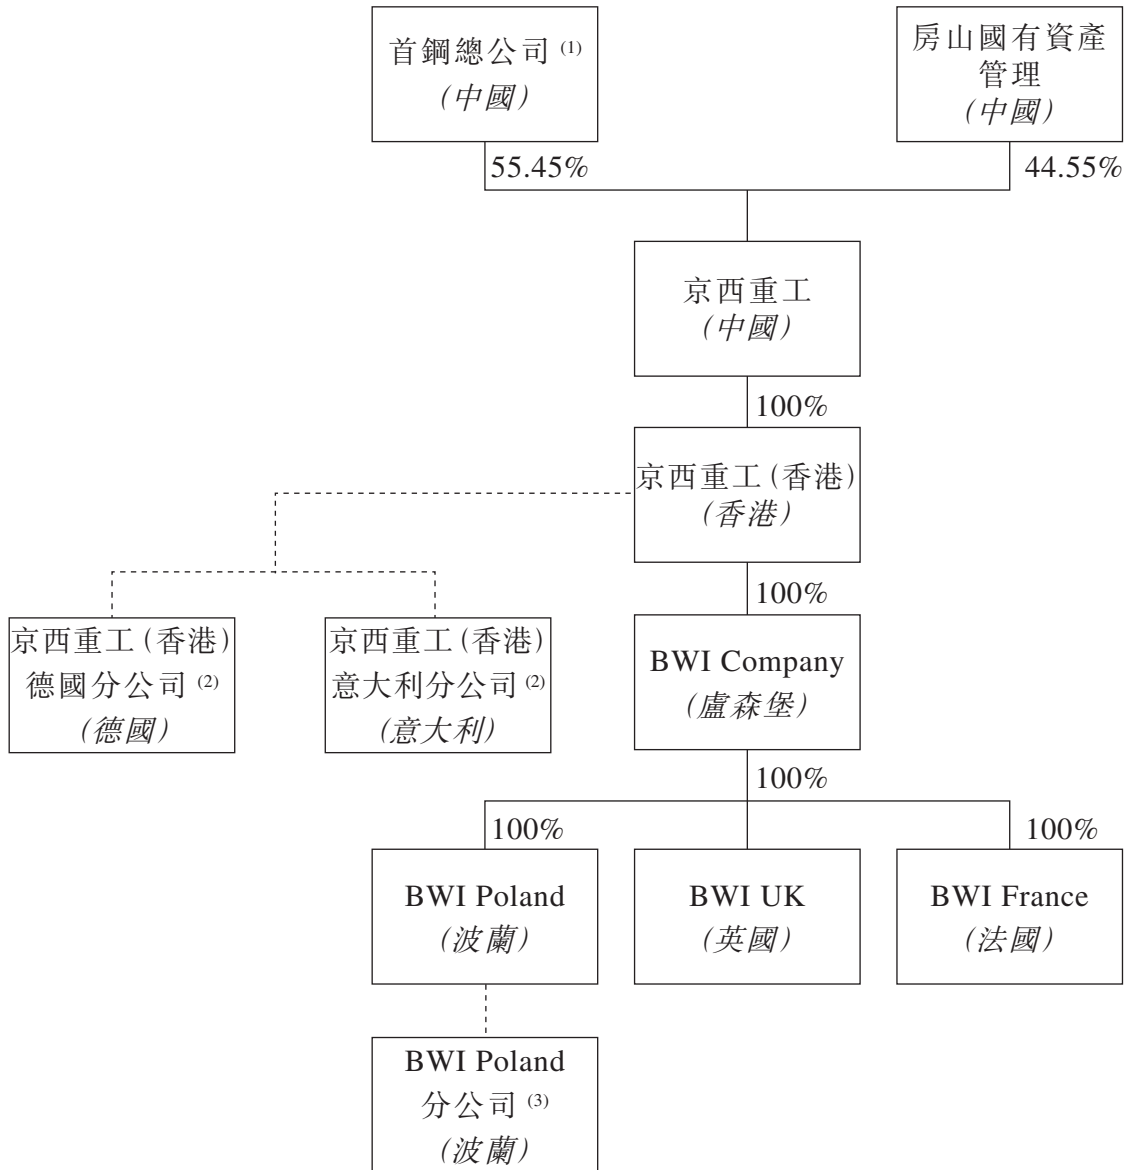 首鋼總公司 (1)
(中國)
房山國有資產
管理
(中國)
55.45%
44.55%
京西重工
(中國)
100%
京西重工(香港)
(香港)
100%
京西重工(香港)
德國分公司 (2)
(德國)
京西重工(香港)
意大利分公司 (2)
(意大利)
BWI Company
(盧森堡)
100%
100%
100%
BWI Poland
(波蘭)
BWI UK
(英國)
BWI France
(法國)
BWI Poland
分公司 (3)
(波蘭)